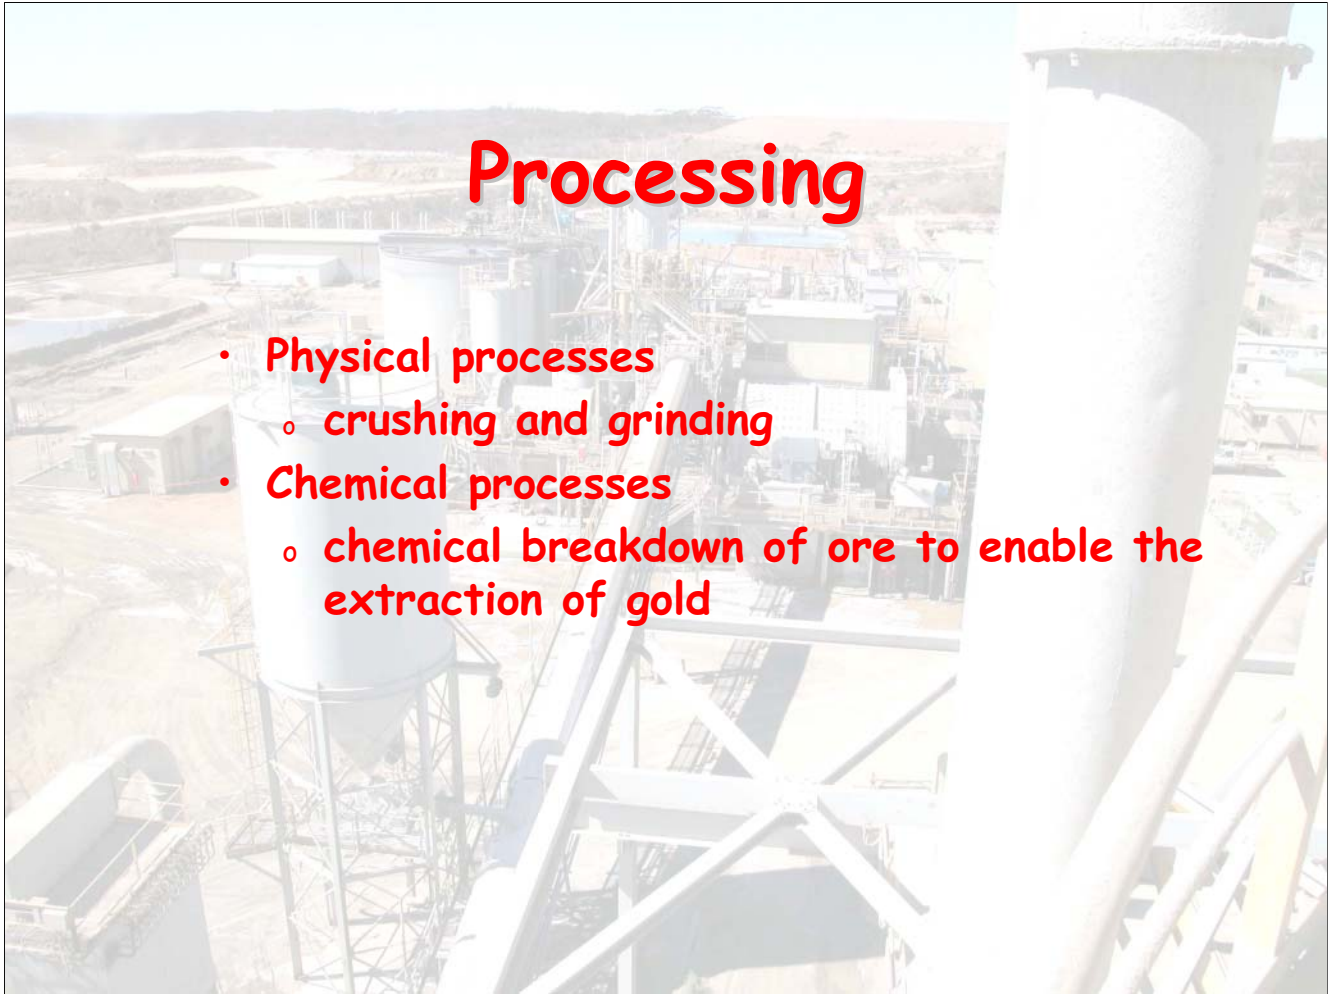 Processing
• Physical processes
o crushing and grinding
• Chemical processes
o chemical breakdown of ore to enable the
extraction of gold